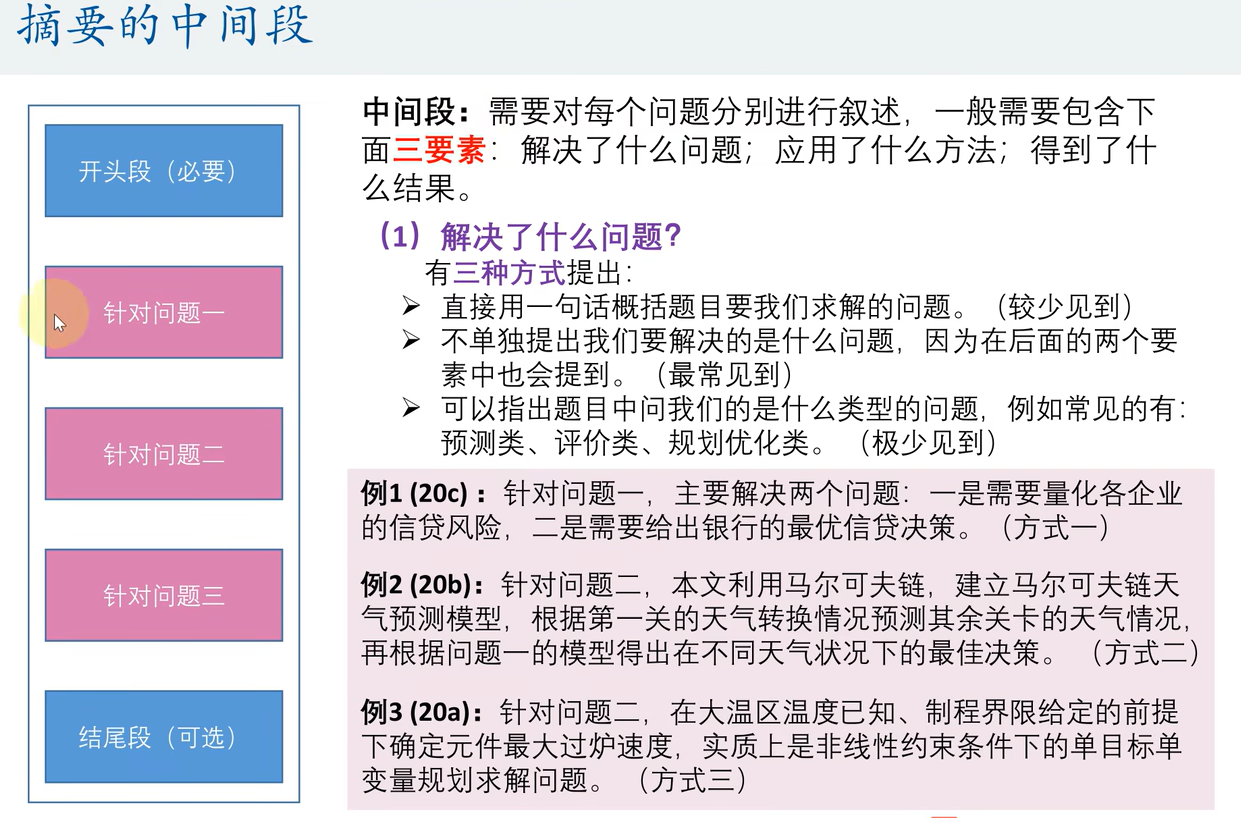 摘要的中间段
开头段（必要）
针对问题一
针对问题二
针对问题三
结尾段（可选）
中间段：需要对每个问题分别进行叙述，一般需要包含下
面三要素：解决了什么问题；应用了什么方法；得到了什
么结果。
（1）解决了什么问题？
有三种方式提出：
➢ 直接用一句话概括题目要我们求解的问题。（较少见到）
➢ 不单独提出我们要解决的是什么问题，因为在后面的两个要
素中也会提到。（最常见到）
➢ 可以指出题目中问我们的是什么类型的问题，例如常见的有：
预测类、评价类、规划优化类。（极少见到）
例1 (20c)：针对问题一，主要解决两个问题：一是需要量化各企业
的信贷风险，二是需要给出银行的最优信贷决策。（方式一）
例2 (20b)：针对问题二，本文利用马尔可夫链，建立马尔可夫链天
气预测模型，根据第一关的天气转换情况预测其余关卡的天气情况，
再根据问题一的模型得出在不同天气状况下的最佳决策。（方式二）
例3 (20a)：针对问题二，在大温区温度已知、制程界限给定的前提
下确定元件最大过炉速度，实质上是非线性约束条件下的单目标单
变量规划求解问题。（方式三）